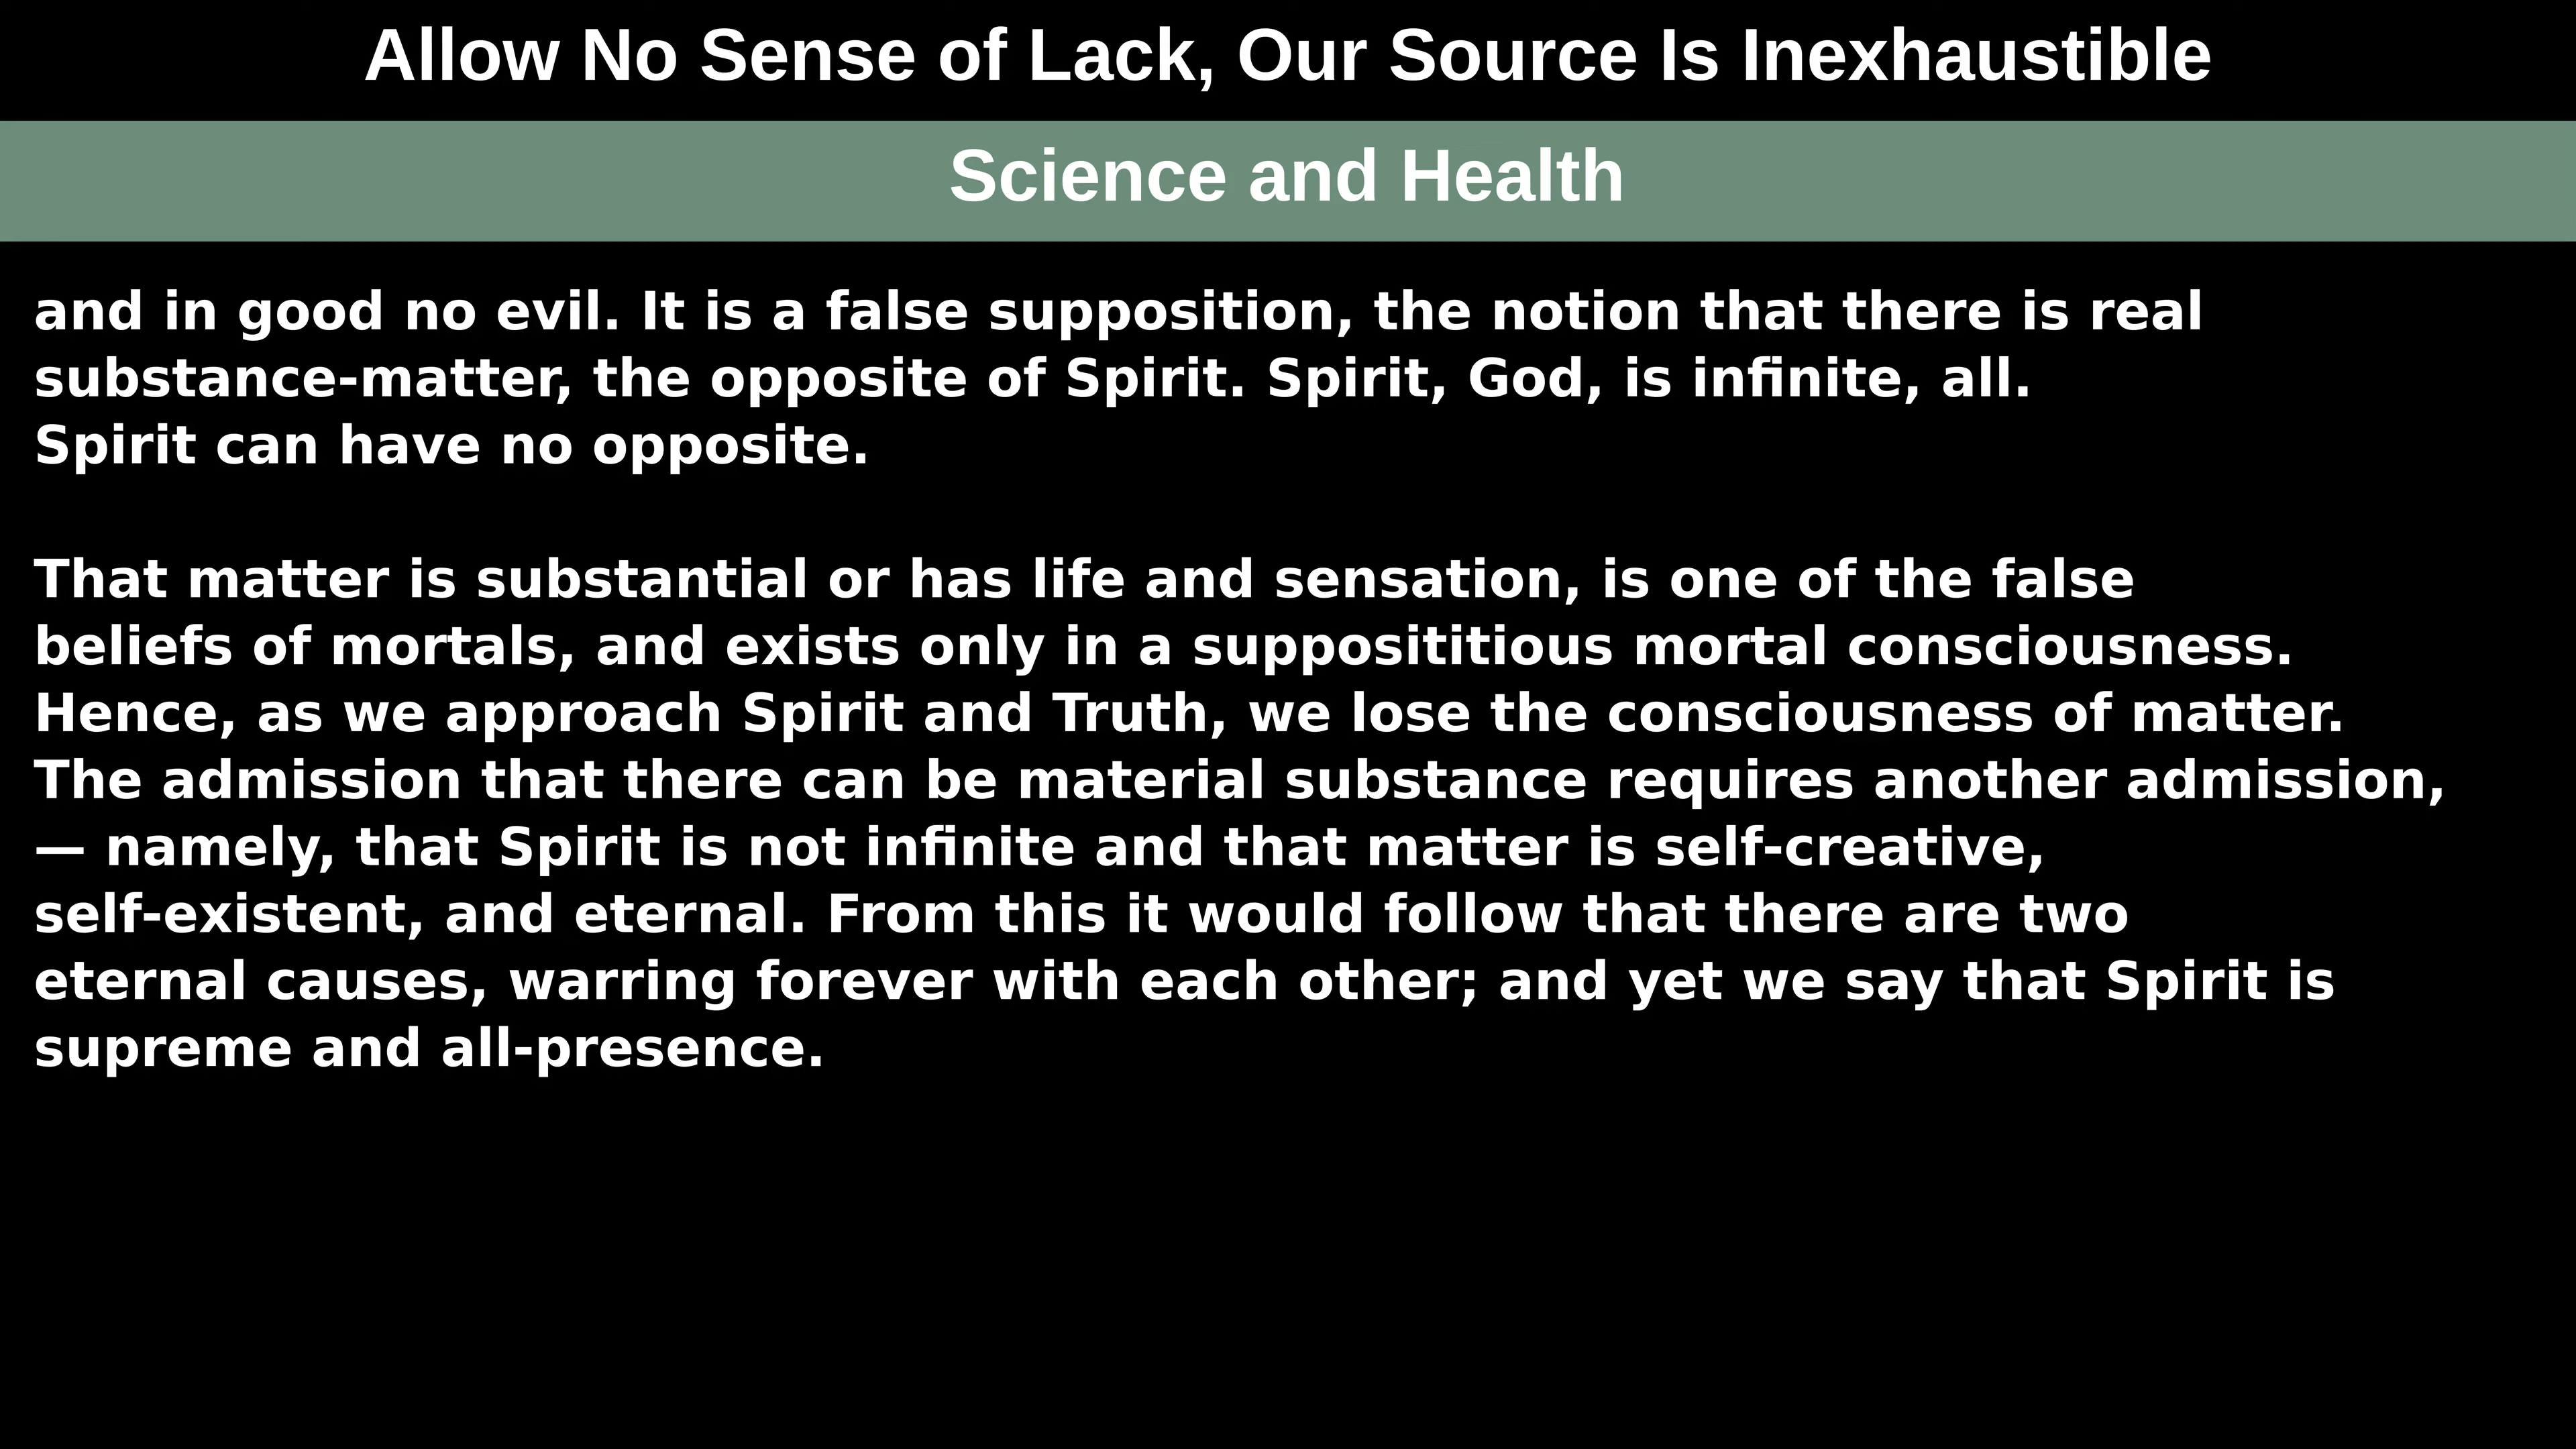 Allow No Sense of Lack, Our Source Is Inexhaustible
Science and Health
and in good no evil. It is a false supposition, the notion that there is real
substance-matter, the opposite of Spirit. Spirit, God, is infinite, all.
Spirit can have no opposite.
That matter is substantial or has life and sensation, is one of the false
beliefs of mortals, and exists only in a supposititious mortal consciousness.
Hence, as we approach Spirit and Truth, we lose the consciousness of matter.
The admission that there can be material substance requires another admission,
— namely, that Spirit is not infinite and that matter is self-creative,
self-existent, and eternal. From this it would follow that there are two
eternal causes, warring forever with each other; and yet we say that Spirit is
supreme and all-presence.